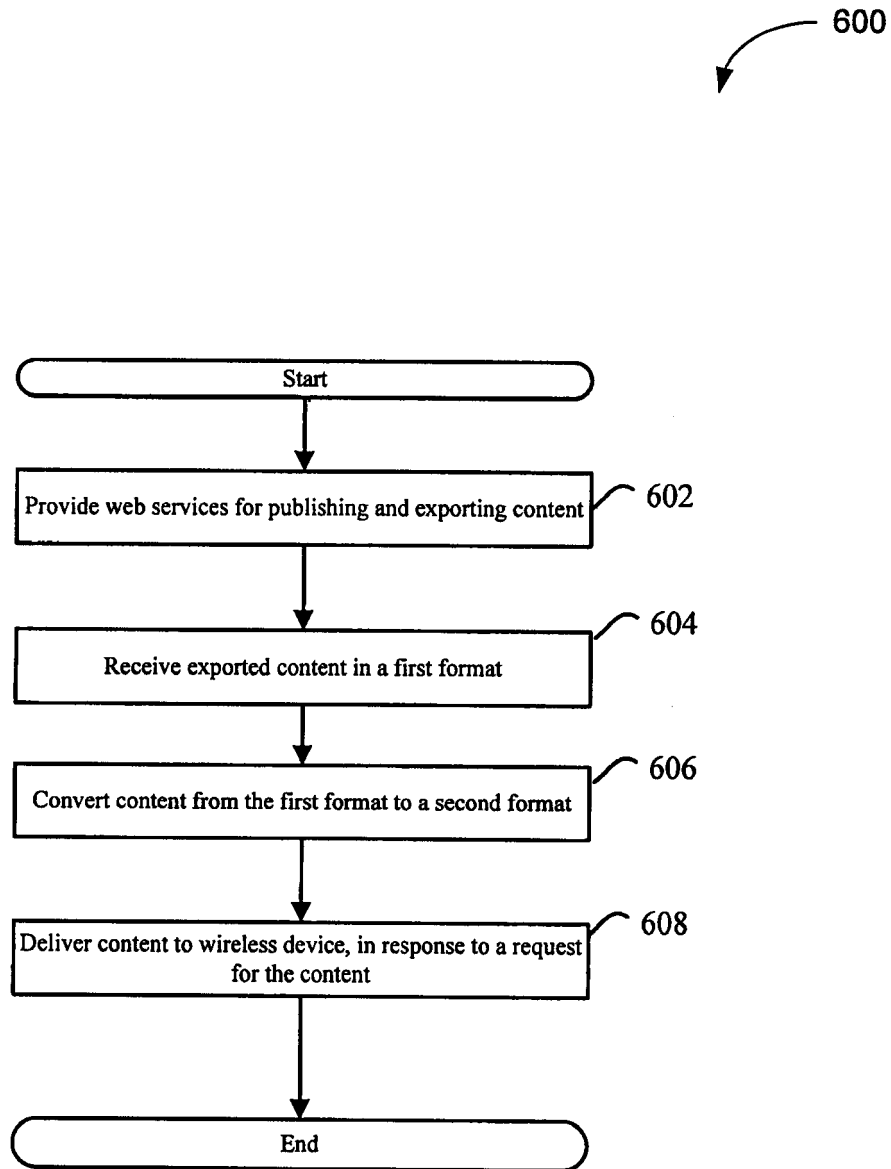 600
Start
Provide web services for publishing and exporting content
602
604
Receive exported content in a first format
606
Convert content from the first format to a second format
608
Deliver content to wireless device, in response to a request
for the content
End